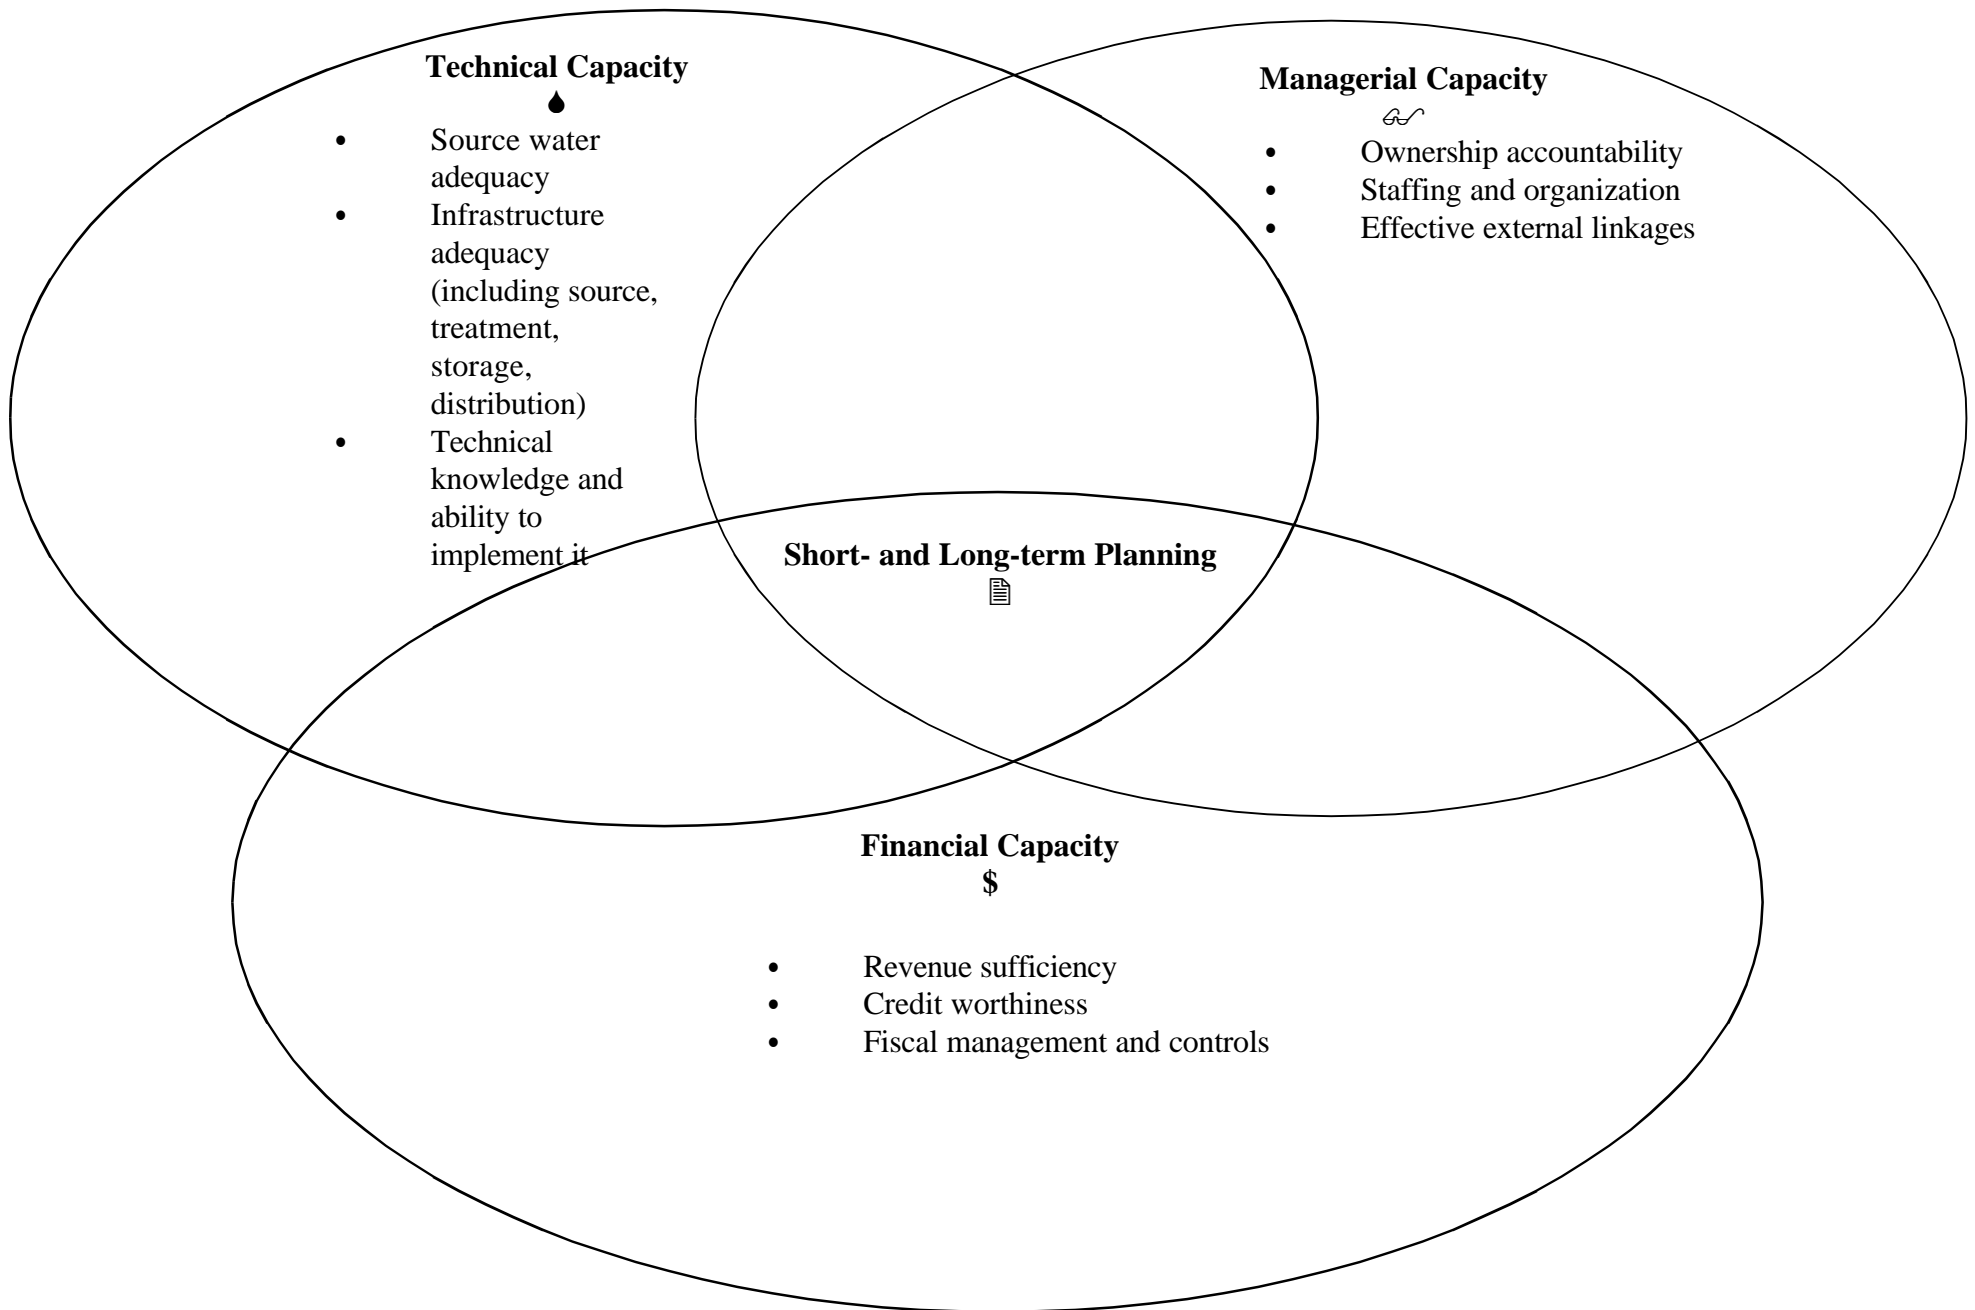 Technical Capacity
• Source water
adequacy
• Infrastructure
adequacy
(including source,
treatment,
storage,
distribution)
• Technical
knowledge and
ability to
implement it
Managerial Capacity
• Ownership accountability
• Staffing and organization
• Effective external linkages
Short- and Long-term Planning
Financial Capacity
$
• Revenue sufficiency
• Credit worthiness
• Fiscal management and controls